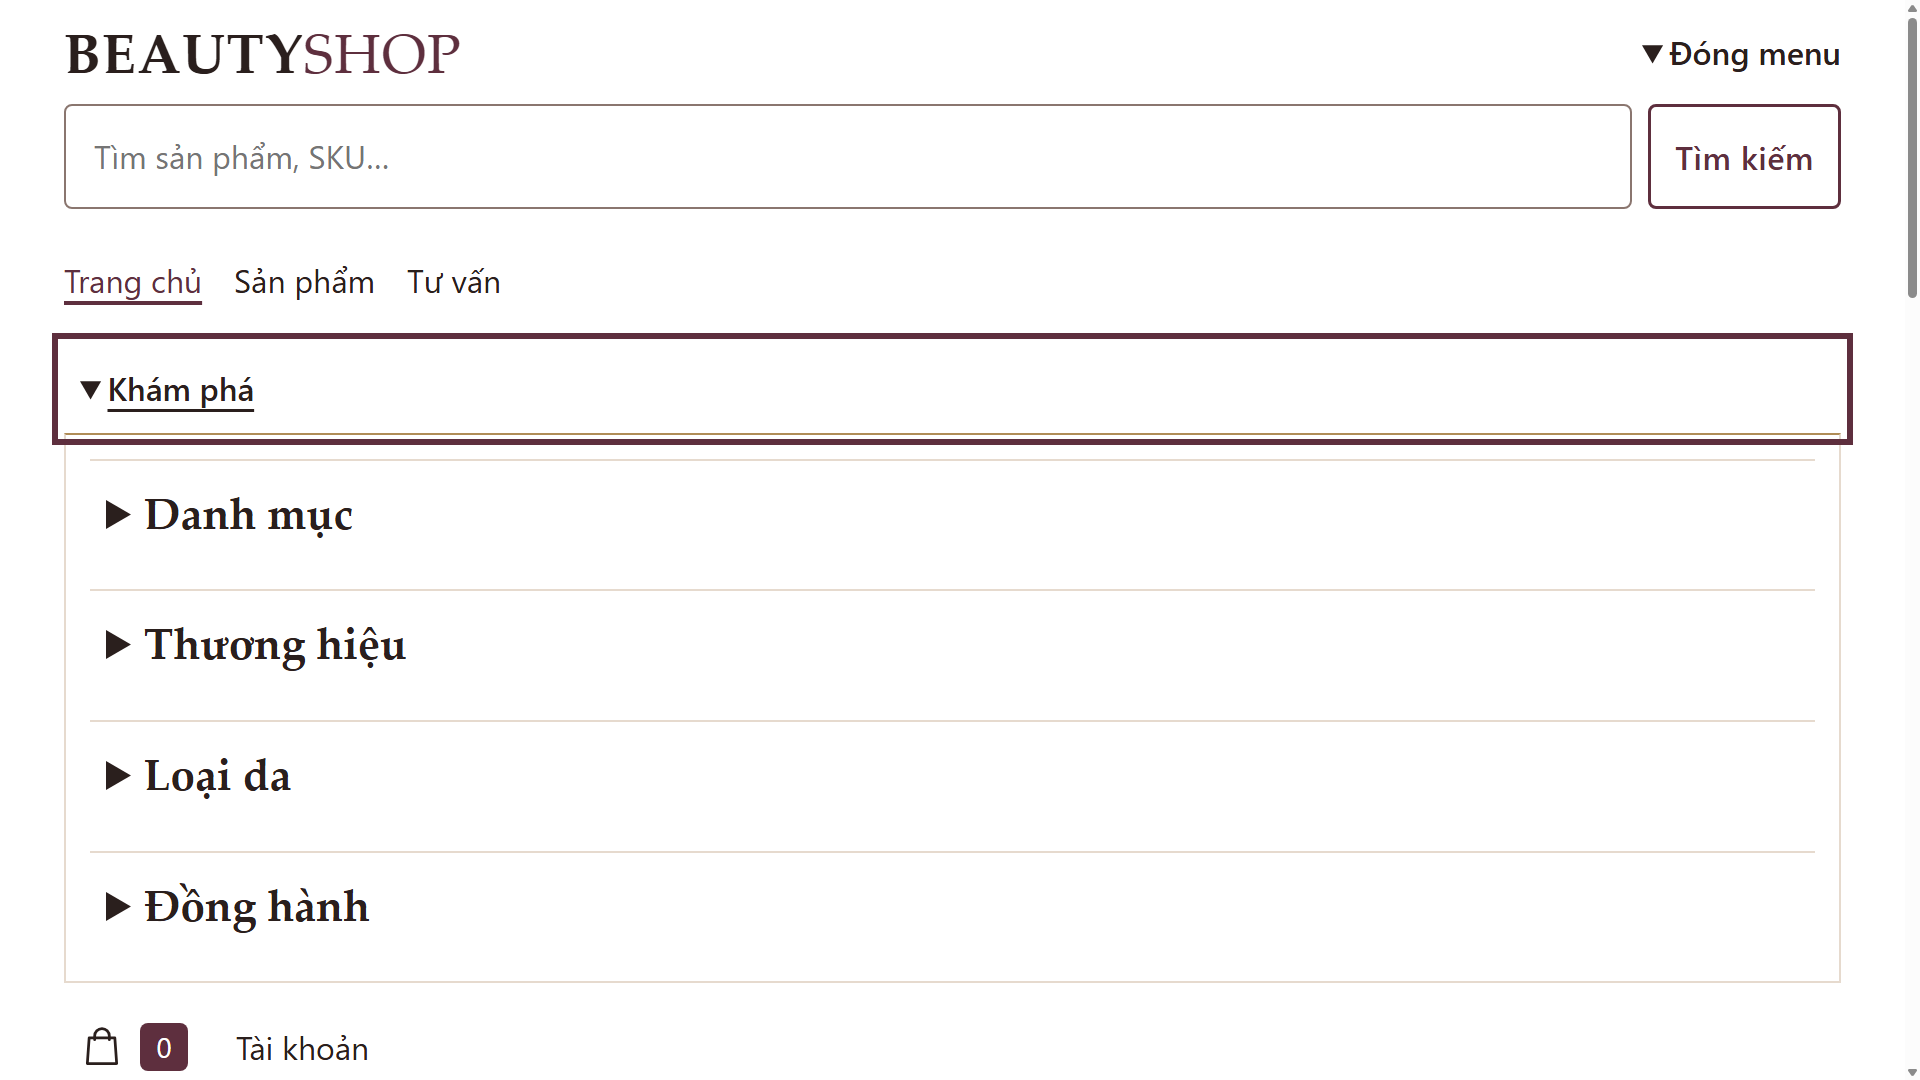 BEAUTYSHOP
Đóng menu
Tìm sản phẩm, SKU...
Tìm kiếm
Trang chủ Sản phẩm Tư vấn
Khám phá
Danh mục
Thương hiệu
Loại da
Đồng hành
0 Tài khoản